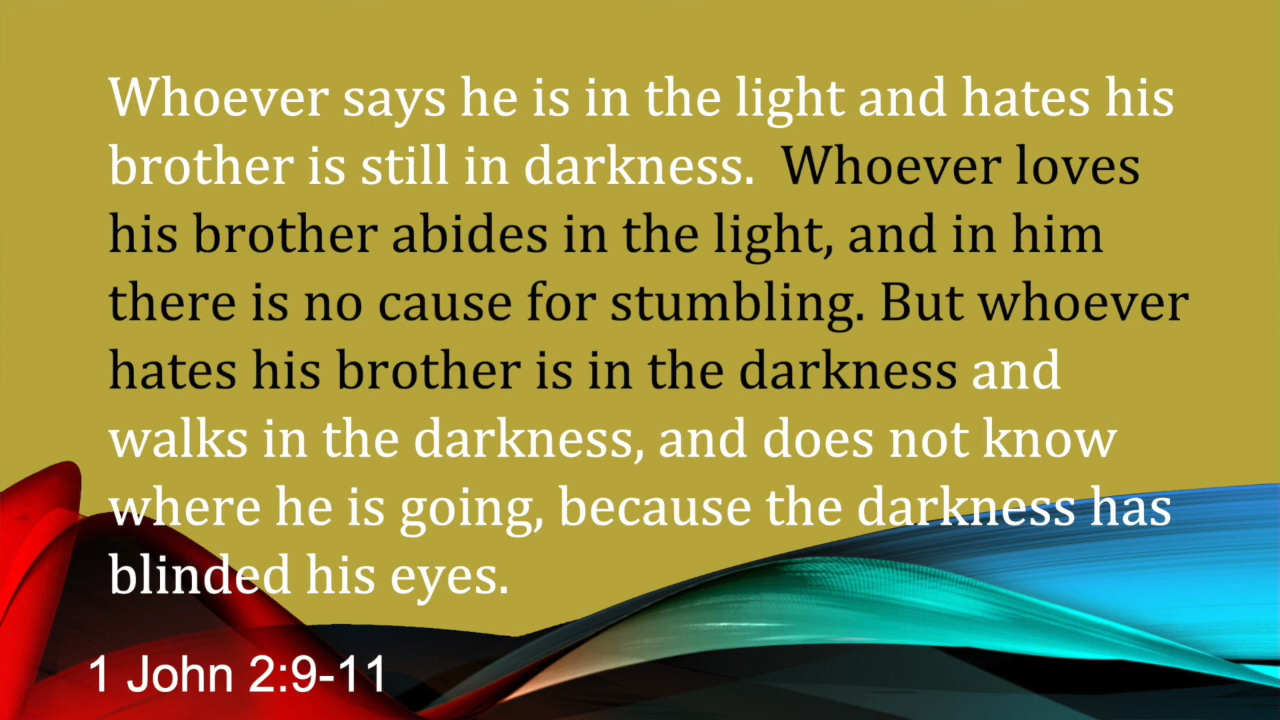 Whoever says he is in the light and hates his
brother is still in darkness.  Whoever loves
his brother abides in the light, and in him
there is no cause for stumbling. But whoever
hates his brother is in the darkness and
walks in the darkness, and does not know
where he is going, because the darkness has
blinded his eyes.
1 John 2:9-11